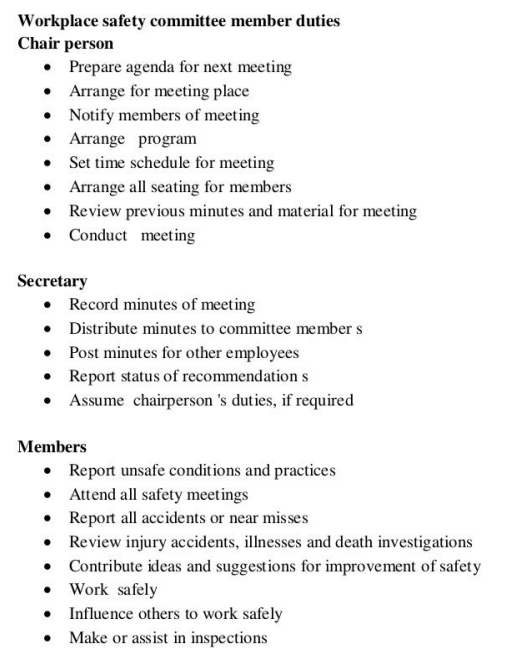 Workplace safety committee member duties
Chair person
• Prepare agenda for next meeting
• Arrange for meeting place
• Notify members of meeting
• Arrange program
• Set time schedule for meeting
• Arrange all seating for members
• Review previous minutes and material for meeting
• Conduct meeting
Secretary
• Record minutes of meeting
• Distribute minutes to committee member s
• Post minutes for other employees
• Report status of recommendation s
• Assume chairperson 's duties, if required
Members
• Report unsafe conditions and practices
• Attend all safety meetings
• Report all accidents or near misses
• Review injury accidents, illnesses and death investigations
• Contribute ideas and suggestions for improvement of safety
• Work safely
• Influence others to work safely
• Make or assist in inspections